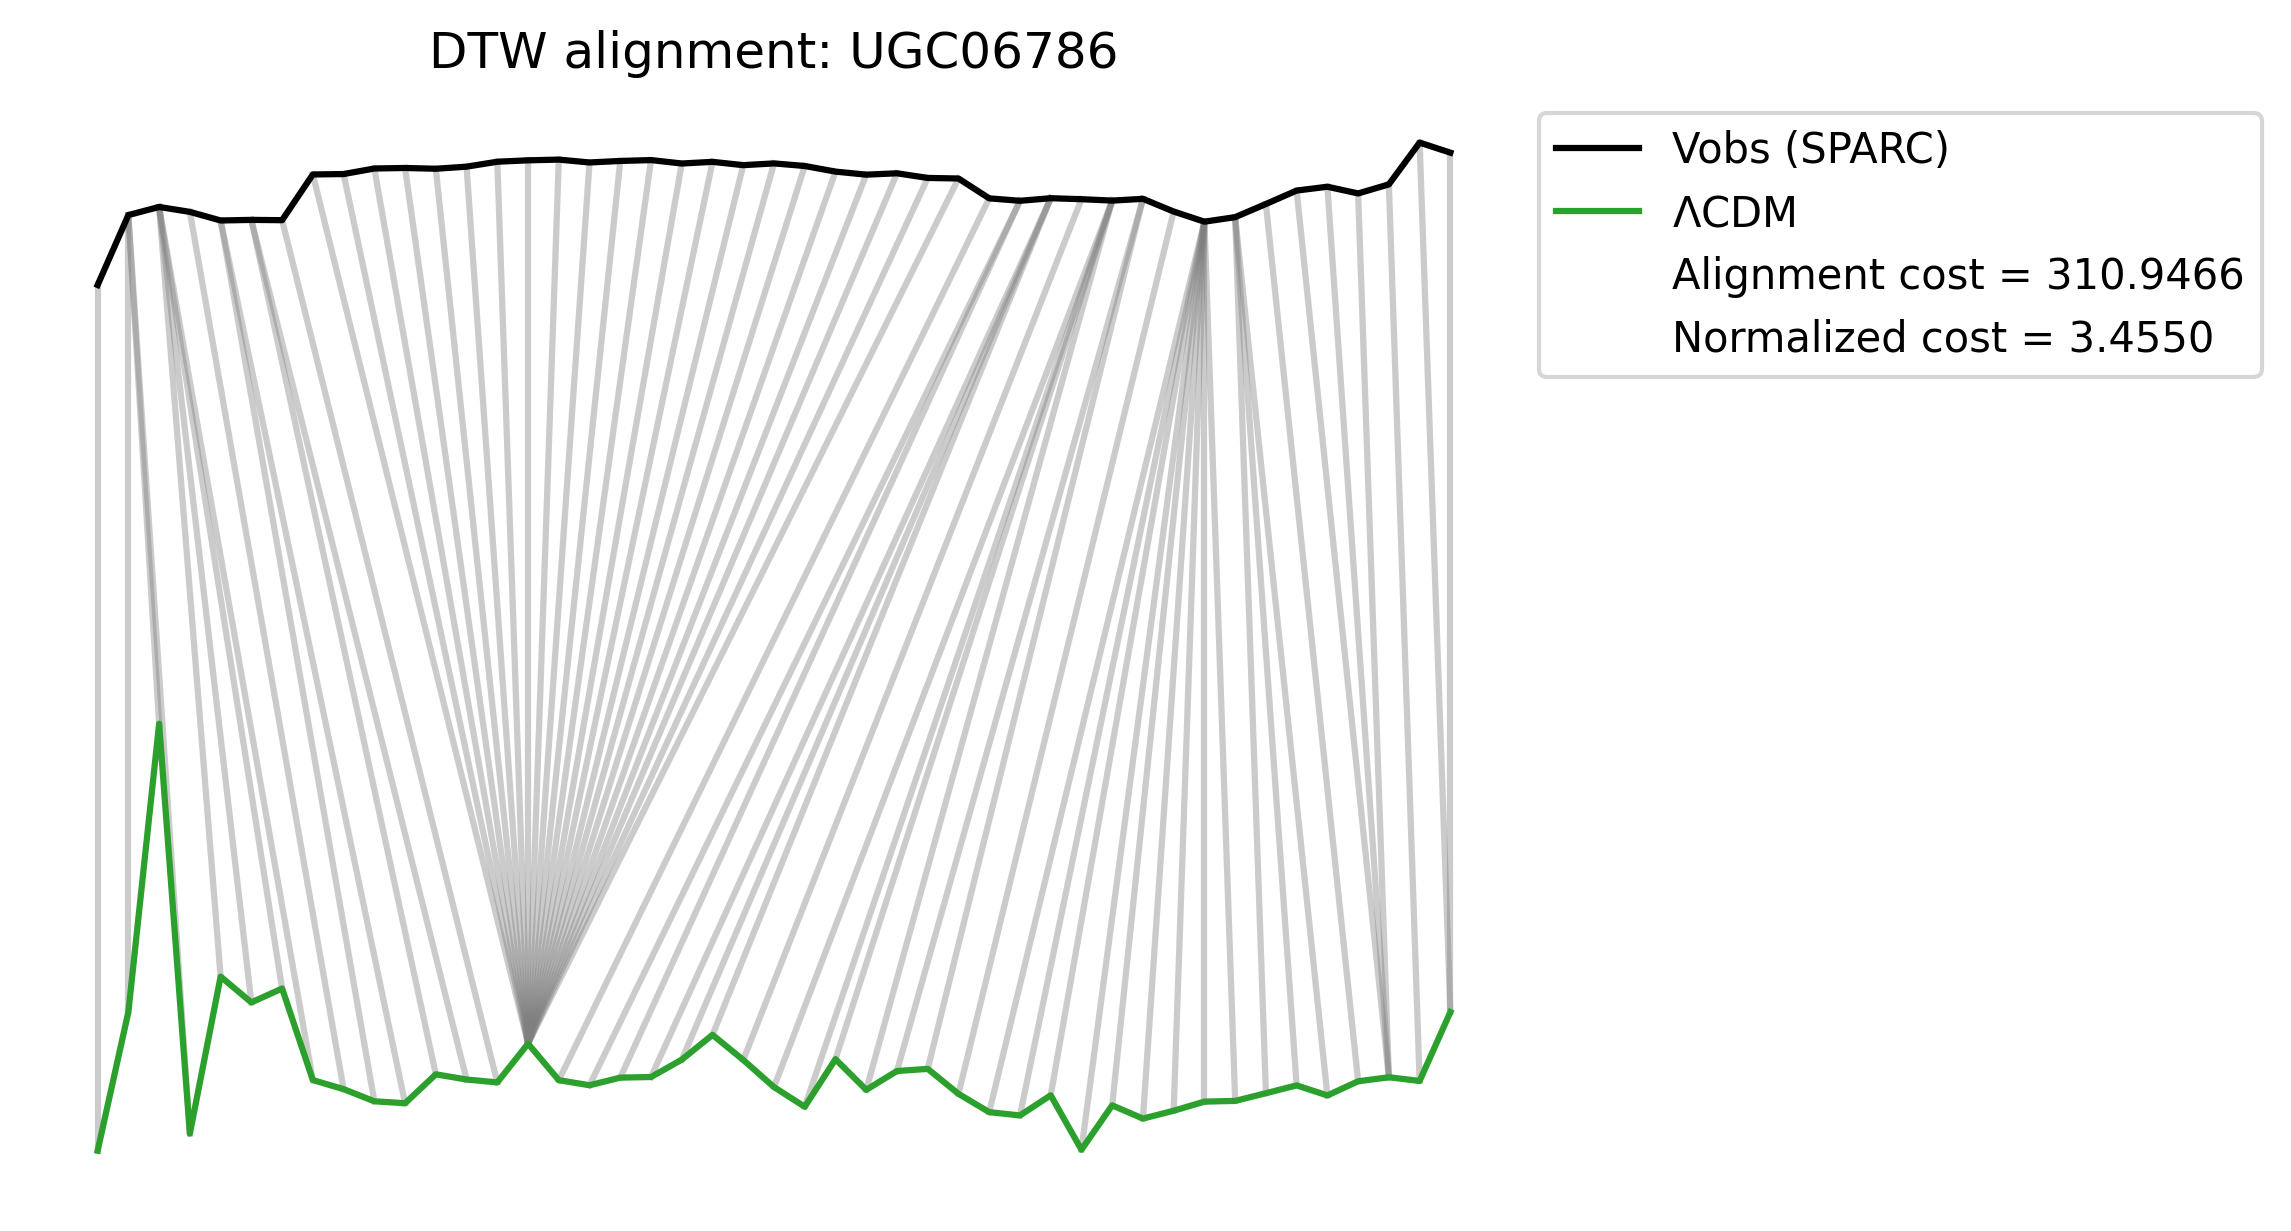 DTW alignment: UGC06786
Vobs (SPARC)
ΛCDM
Alignment cost = 310.9466
Normalized cost = 3.4550